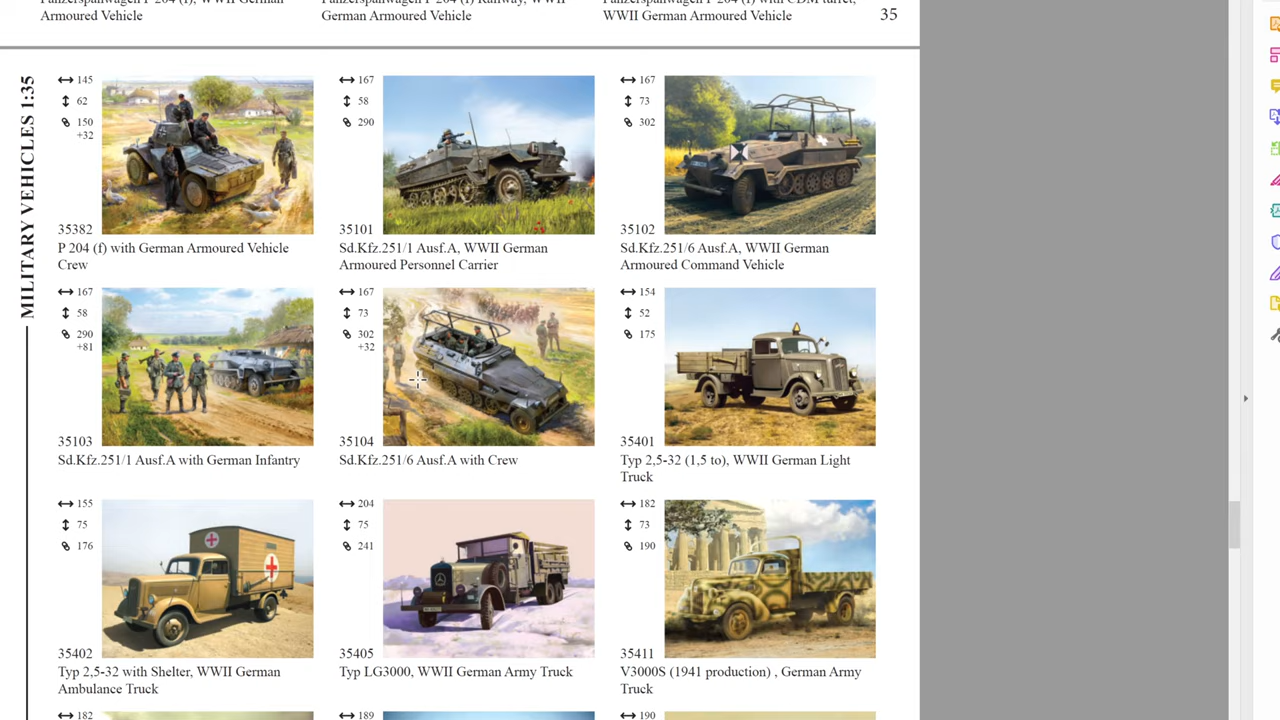 Armoured Vehicle
German Armoured Vehicle
WWII German Armoured Vehicle
35
MILITARY VEHICLES 1:35
145
62
150
+32
35382
P 204 (f) with German Armoured Vehicle
Crew
167
58
290
35101
Sd.Kfz.251/1 Ausf.A, WWII German
Armoured Personnel Carrier
167
73
302
35102
Sd.Kfz.251/6 Ausf.A, WWII German
Armoured Command Vehicle
167
58
290
+81
35103
Sd.Kfz.251/1 Ausf.A with German Infantry
167
73
302
+32
35104
Sd.Kfz.251/6 Ausf.A with Crew
154
52
175
35401
Typ 2,5-32 (1,5 to), WWII German Light
Truck
155
75
176
35402
Typ 2,5-32 with Shelter, WWII German
Ambulance Truck
204
75
241
35405
Typ LG3000, WWII German Army Truck
182
73
190
35411
V3000S (1941 production) , German Army
Truck
182
189
190